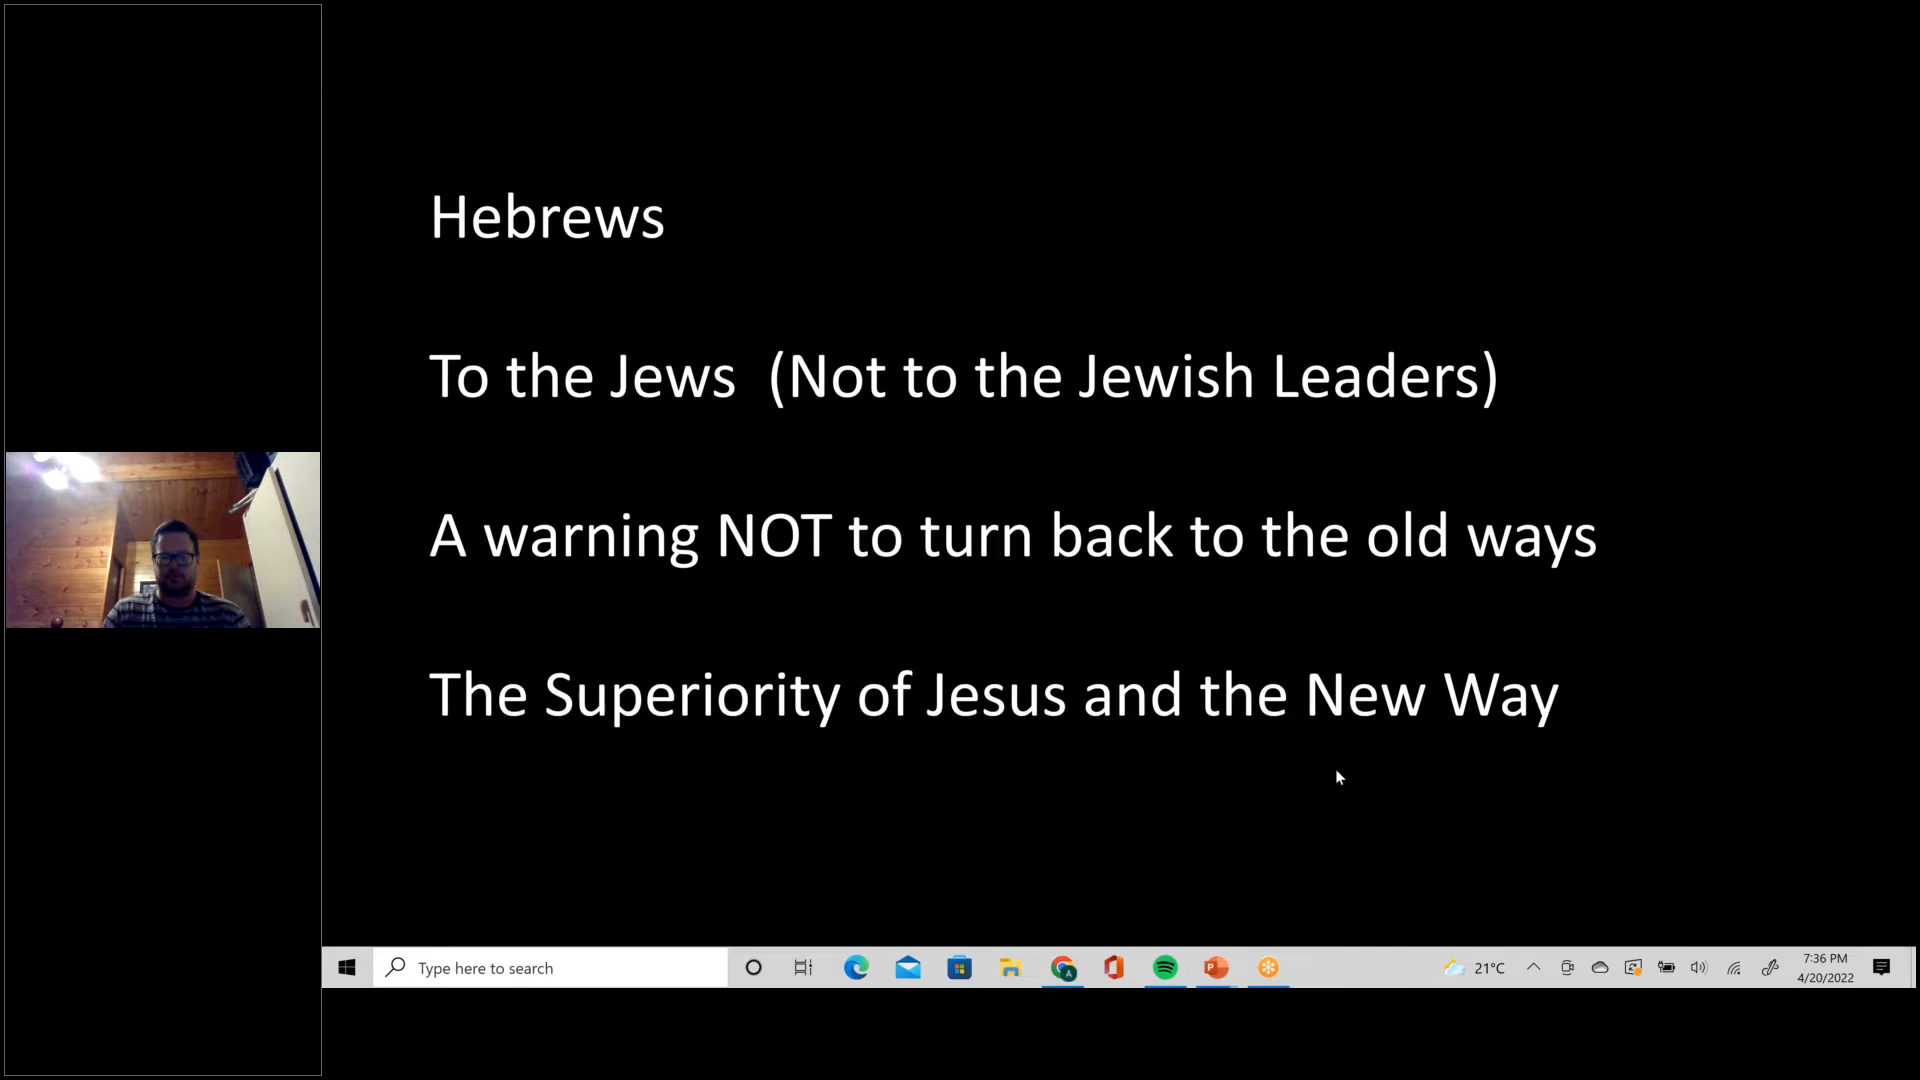 Hebrews
To the Jews  (Not to the Jewish Leaders)
A warning NOT to turn back to the old ways
The Superiority of Jesus and the New Way
Type here to search
21°C
7:36 PM
4/20/2022